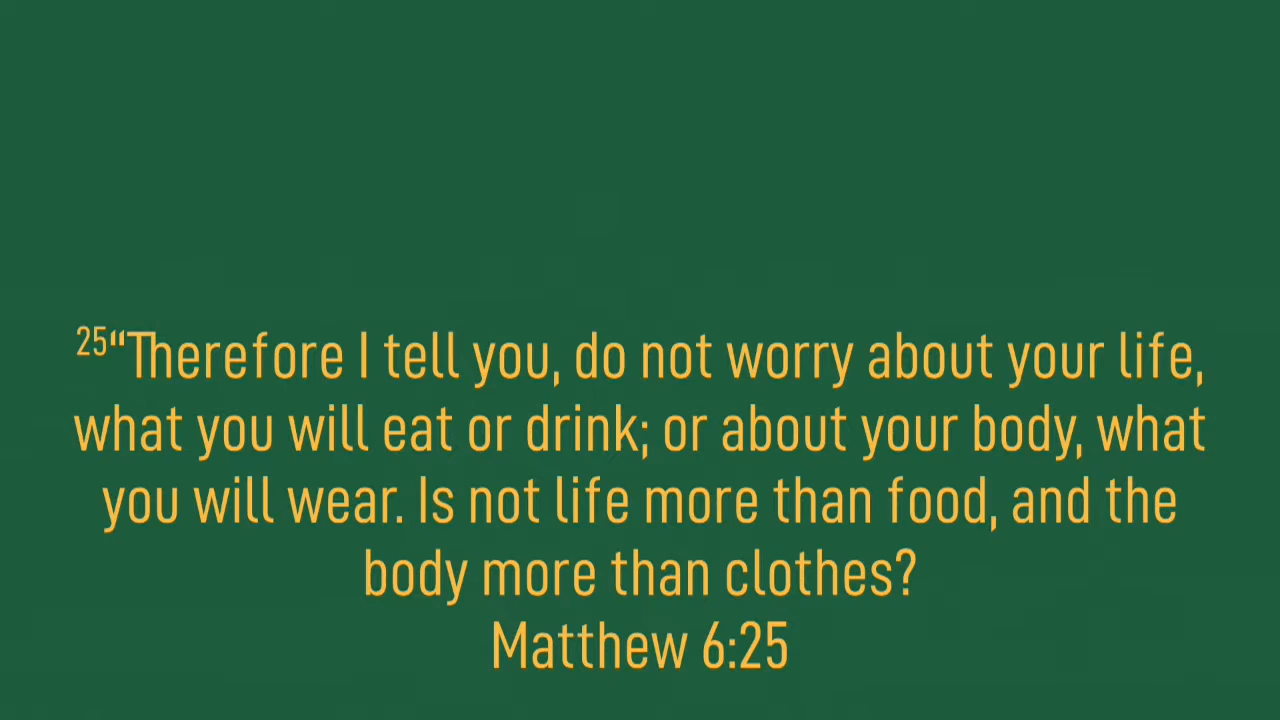 25“Therefore I tell you, do not worry about your life,
what you will eat or drink; or about your body, what
you will wear. Is not life more than food, and the
body more than clothes?
Matthew 6:25